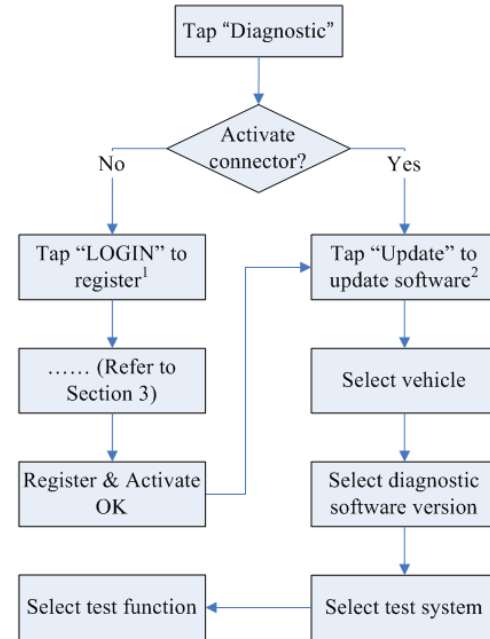 Tap “Diagnostic”
Activate
connector?
No
Yes
Tap “LOGIN” to
register¹
Tap “Update” to
update software²
…… (Refer to
Section 3)
Select vehicle
Register & Activate
OK
Select diagnostic
software version
Select test function
Select test system